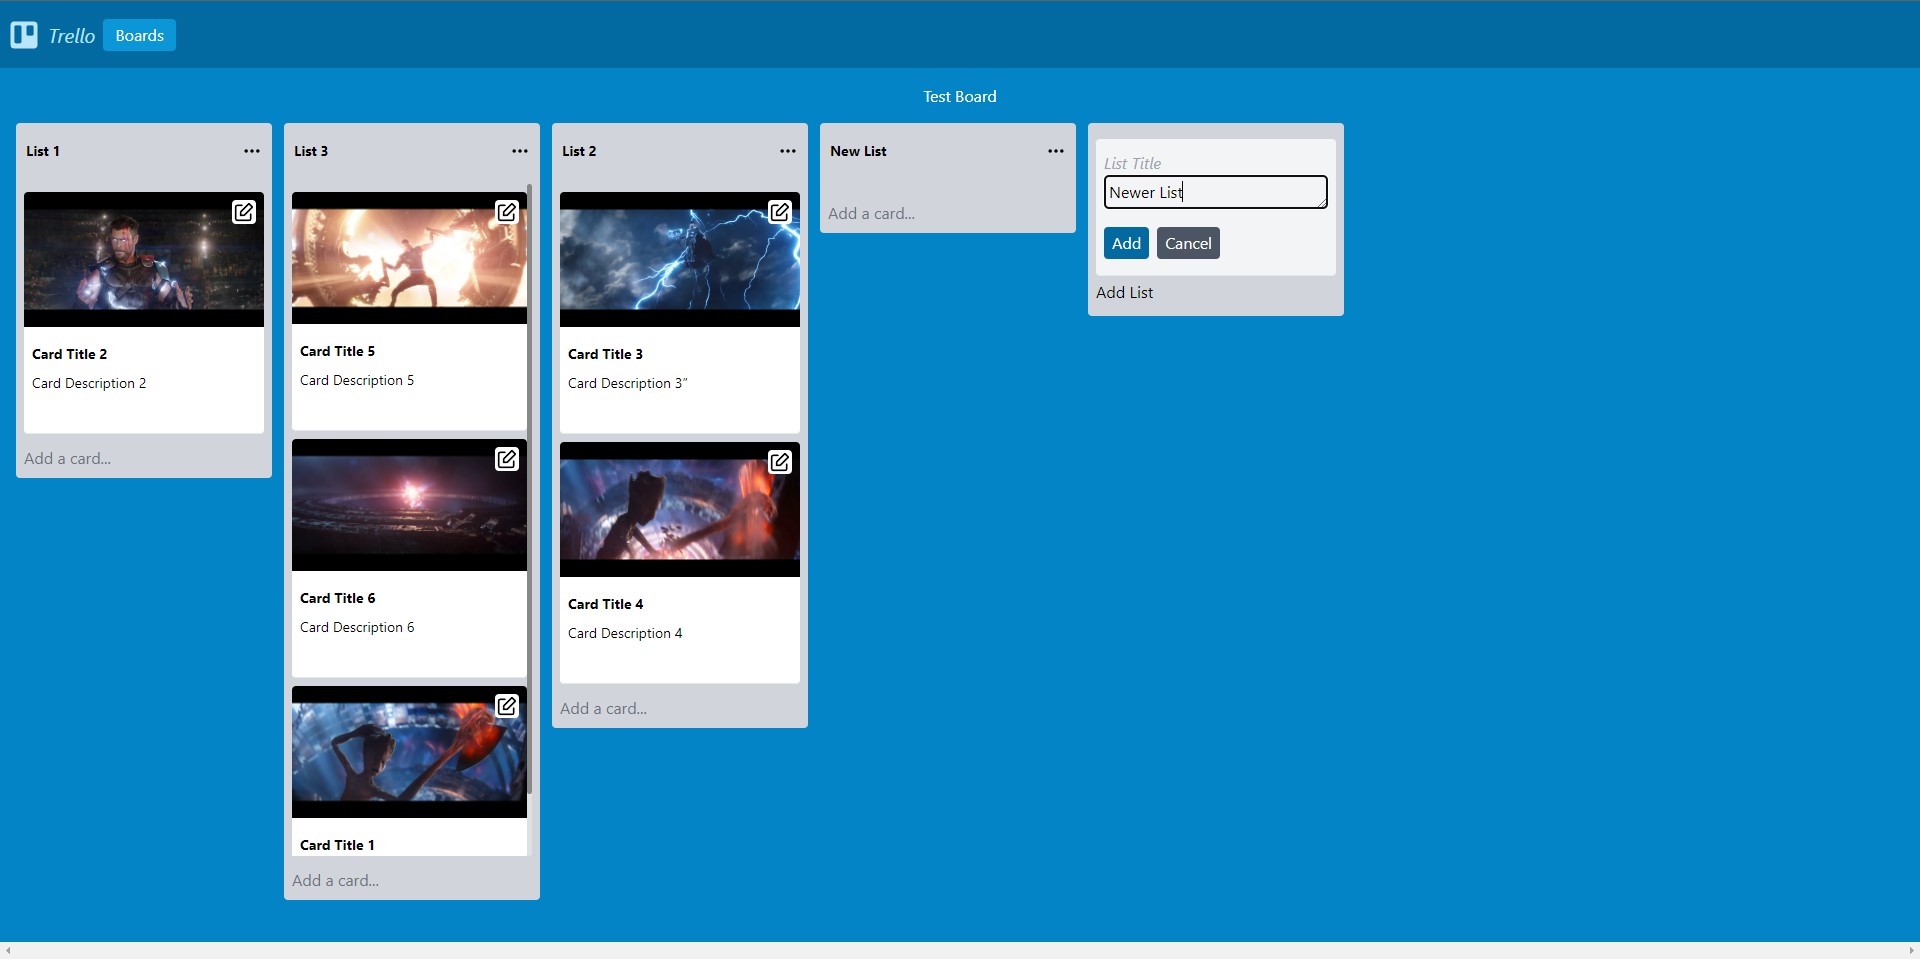 Trello
Boards
Test Board
List 1
Card Title 2
Card Description 2
Add a card...
List 3
Card Title 5
Card Description 5
Card Title 6
Card Description 6
Card Title 1
Add a card...
List 2
Card Title 3
Card Description 3"
Card Title 4
Card Description 4
Add a card...
New List
Add a card...
List Title
Newer List
Add
Cancel
Add List